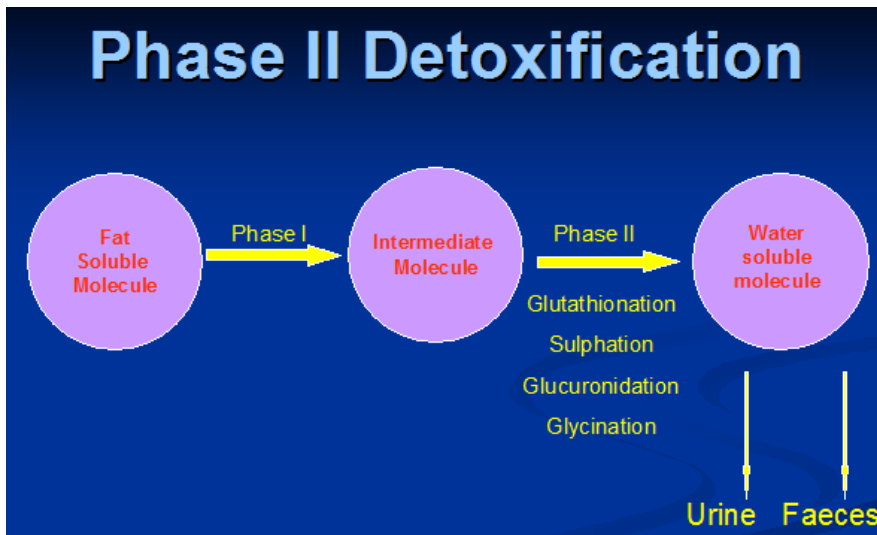 Phase II Detoxification
Fat
Soluble
Molecule
Phase I
Intermediate
Molecule
Phase II
Glutathionation
Sulphation
Glucuronidation
Glycination
Water
soluble
molecule
Urine
Faeces